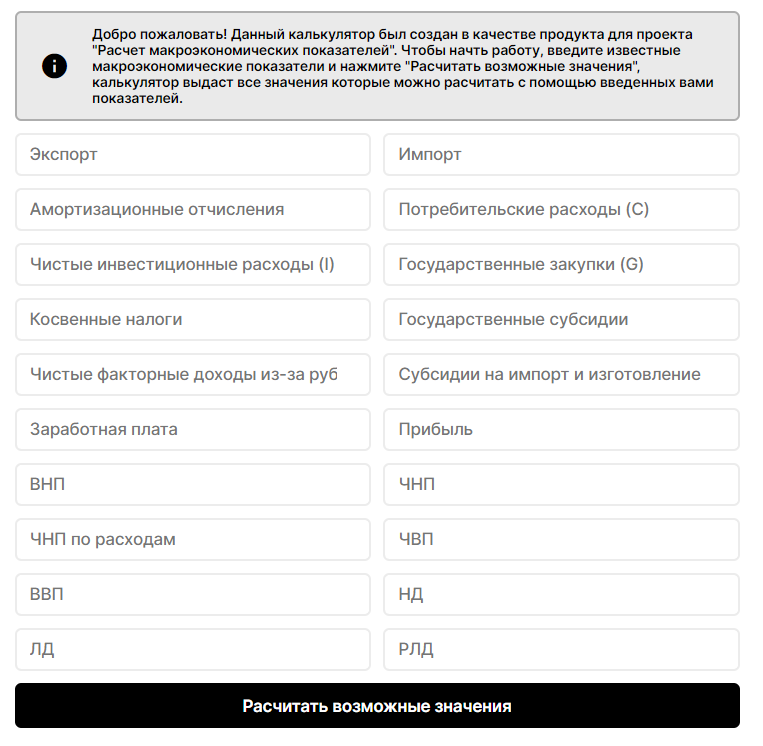 Добро пожаловать! Данный калькулятор был создан в качестве продукта для проекта
"Расчет макроэкономических показателей". Чтобы начть работу, введите известные
макроэкономические показатели и нажмите "Расчитать возможные значения",
калькулятор выдаст все значения которые можно расчитать с помощью введенных вами
показателей.
Экспорт
Импорт
Амортизационные отчисления
Потребительские расходы (C)
Чистые инвестиционные расходы (I)
Государственные закупки (G)
Косвенные налоги
Государственные субсидии
Чистые факторные доходы из-за руб
Субсидии на импорт и изготовление
Заработная плата
Прибыль
ВНП
ЧНП
ЧНП по расходам
ЧВП
ВВП
НД
ЛД
РЛД
Расчитать возможные значения